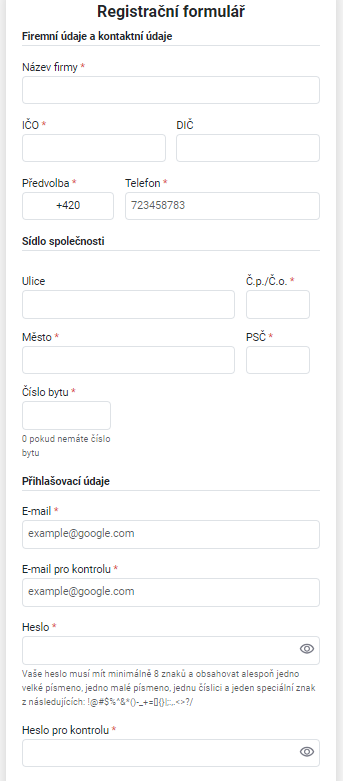 Registrační formulář
Firemní údaje a kontaktní údaje
Název firmy *
IČO * DIČ
Předvolba * Telefon *
+420 723458783
Sídlo společnosti
Ulice Č.p./Č.o. *
Město * PSČ *
Číslo bytu *
0 pokud nemáte číslo
bytu
Přihlašovací údaje
E-mail *
example@google.com
E-mail pro kontrolu *
example@google.com
Heslo *
Vaše heslo musí mít minimálně 8 znaků a obsahovat alespoň jedno
velké písmeno, jedno malé písmeno, jednu číslici a jeden speciální znak
z následujících: !@#$%^&*()-_+=[]{}|;:,.<>?/
Heslo pro kontrolu *